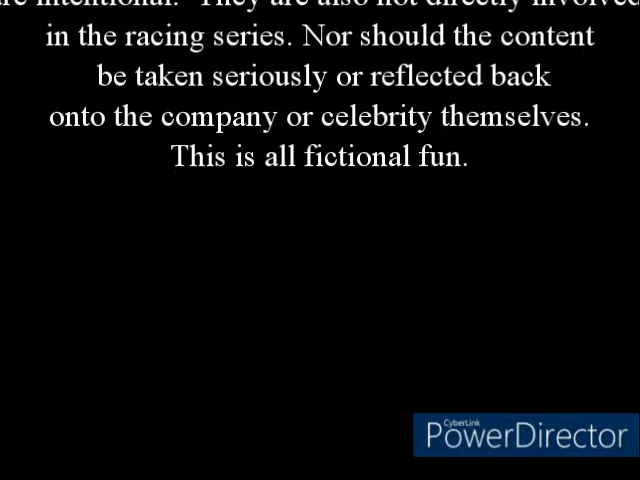 are intentional. They are also not directly involved
in the racing series. Nor should the content
be taken seriously or reflected back
onto the company or celebrity themselves.
This is all fictional fun.
CyberLink
PowerDirector